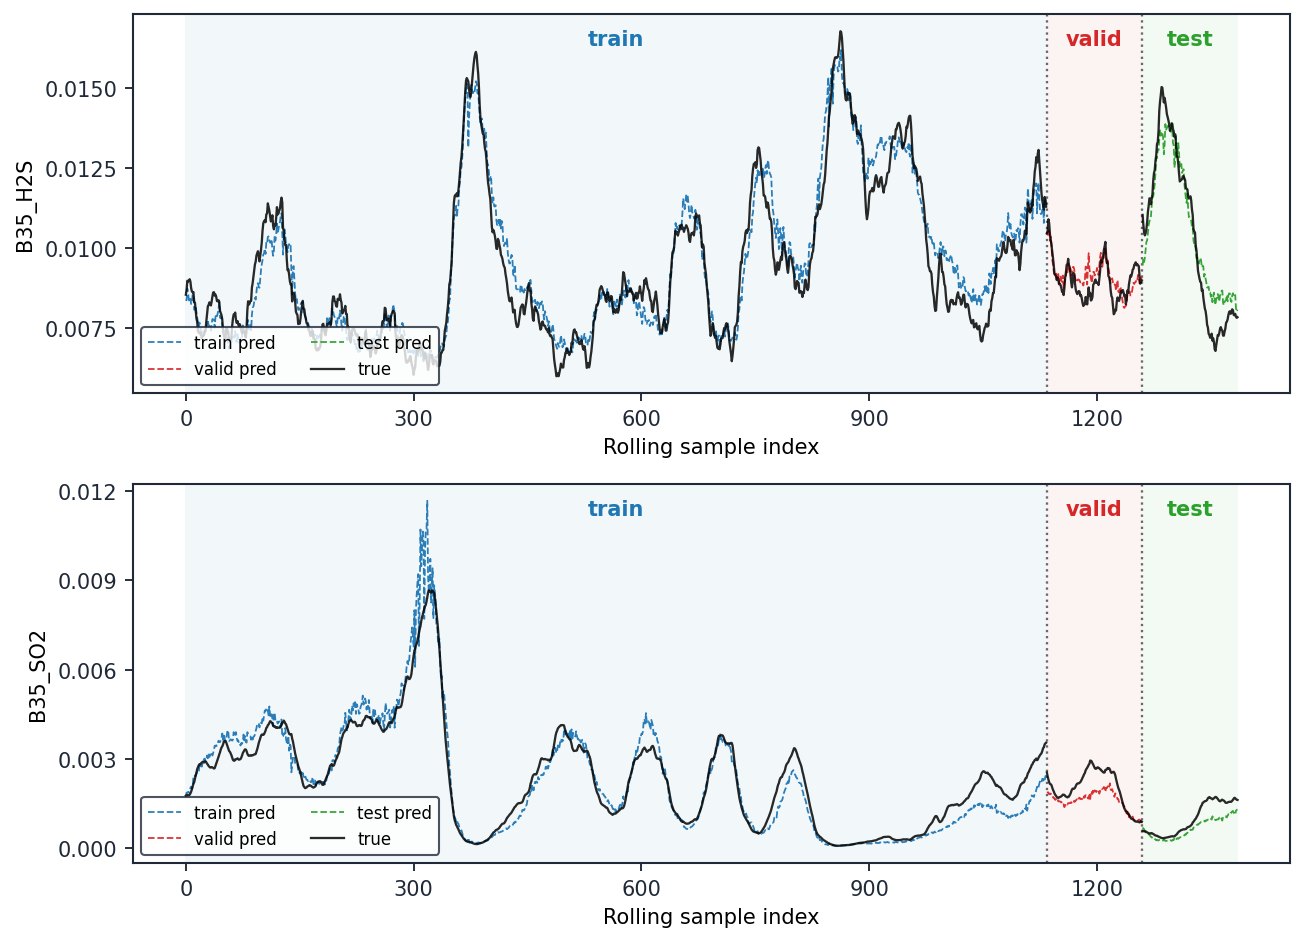 train
valid
test
B35_H2S
0.0150
0.0125
0.0100
0.0075
train pred
test pred
valid pred
true
0
300
600
900
1200
Rolling sample index
train
valid
test
B35_SO2
0.012
0.009
0.006
0.003
0.000
train pred
test pred
valid pred
true
0
300
600
900
1200
Rolling sample index